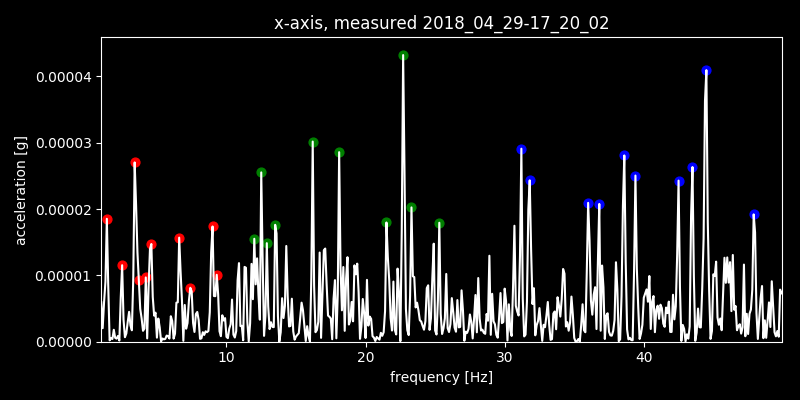 x-axis, measured 2018_04_29-17_20_02
0.00004
0.00003
0.00002
0.00001
0.00000
acceleration [g]
10 20 30 40
frequency [Hz]